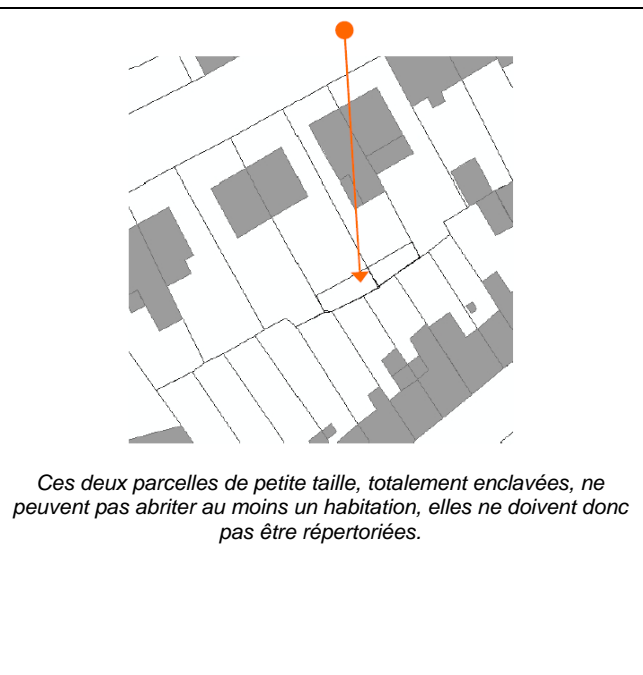 Ces deux parcelles de petite taille, totalement enclavées, ne
peuvent pas abriter au moins un habitation, elles ne doivent donc
pas être répertoriées.